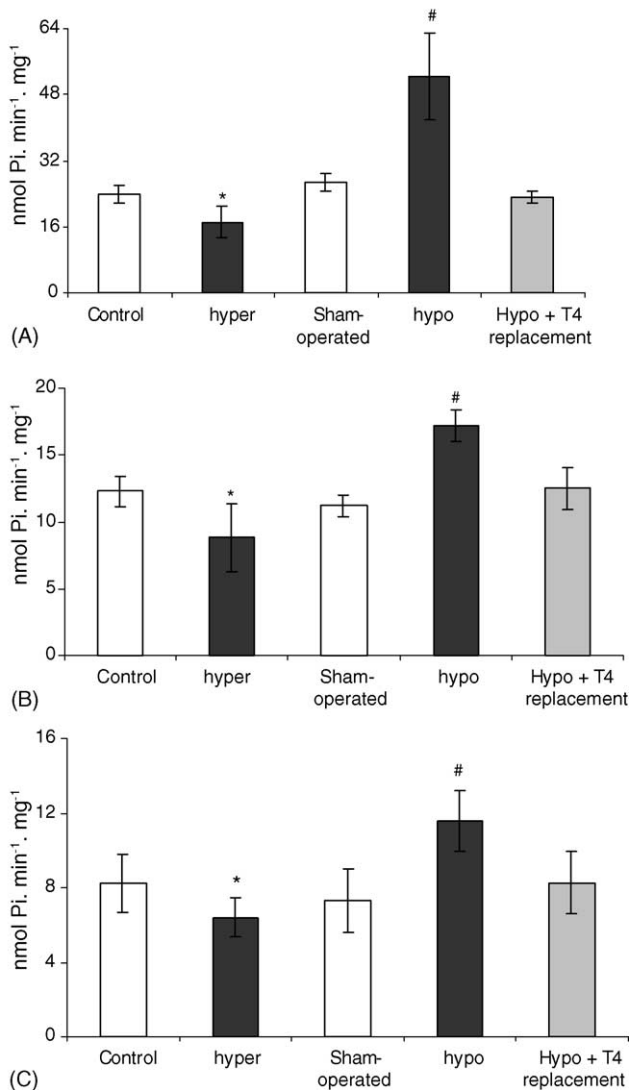 64
48
32
16
0
nmol Pi. min⁻¹. mg⁻¹
*
#
Control hyper Sham- hypo Hypo + T4
operated replacement
(A)
20
15
10
5
0
nmol Pi. min⁻¹. mg⁻¹
*
#
Control hyper Sham- hypo Hypo + T4
operated replacement
(B)
16
12
8
4
0
nmol Pi. min⁻¹. mg⁻¹
*
#
Control hyper Sham- hypo Hypo + T4
operated replacement
(C)